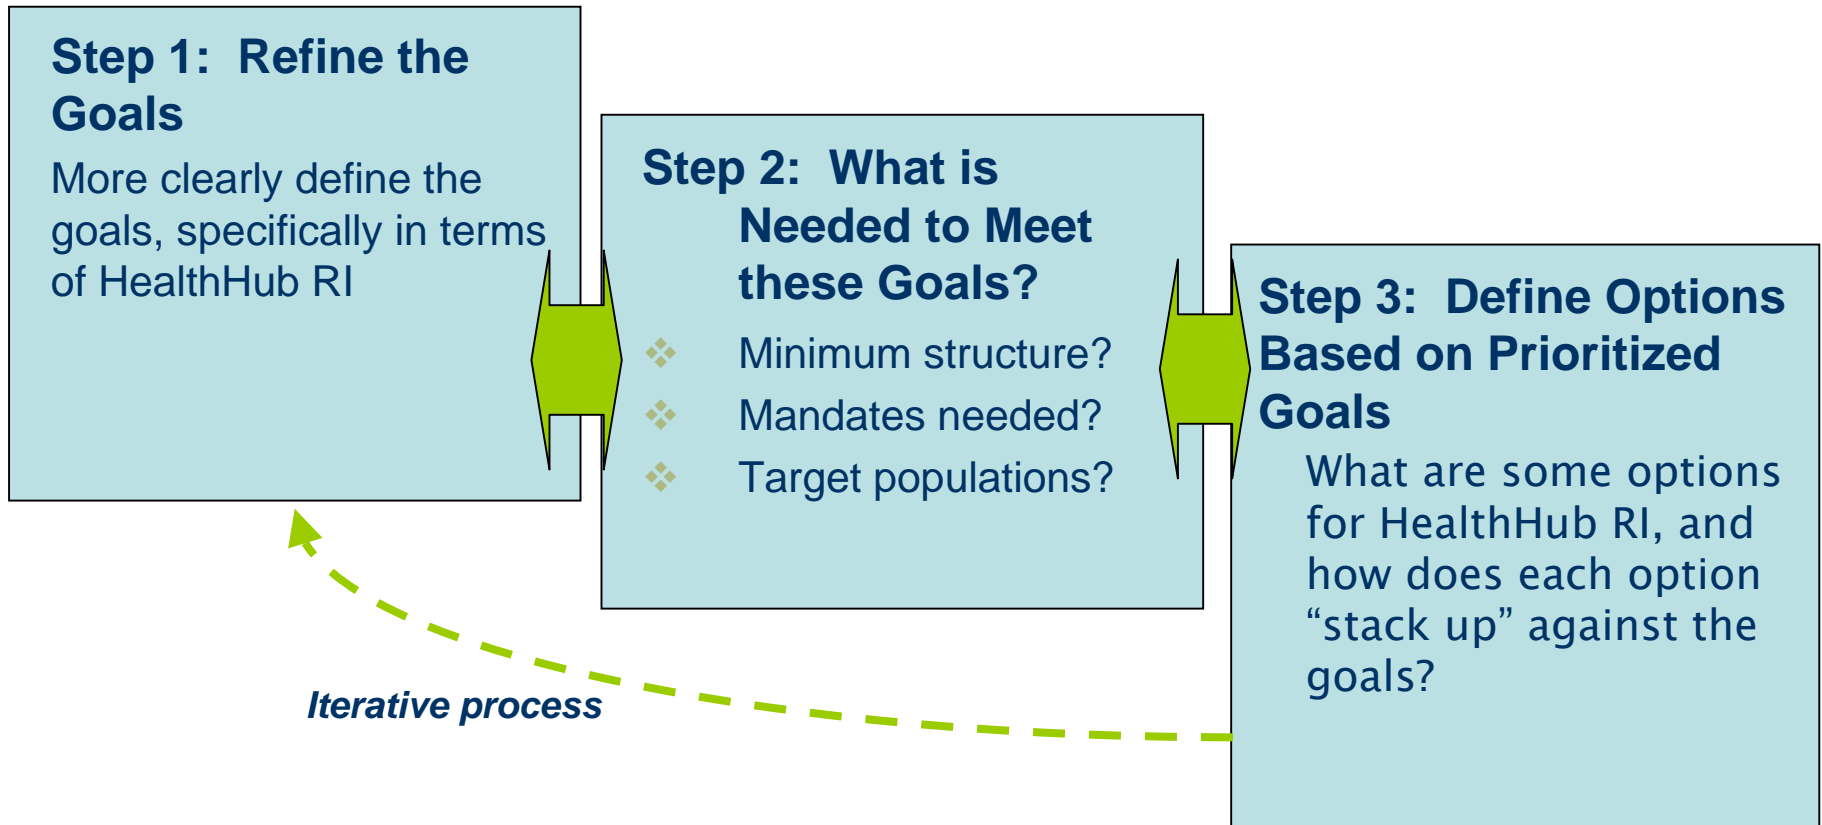 Step 1: Refine the
Goals
More clearly define the
goals, specifically in terms
of HealthHub RI
Step 2: What is
Needed to Meet
these Goals?
Minimum structure?
Mandates needed?
Target populations?
Step 3: Define Options
Based on Prioritized
Goals
What are some options
for HealthHub RI, and
how does each option
“stack up” against the
goals?
Iterative process